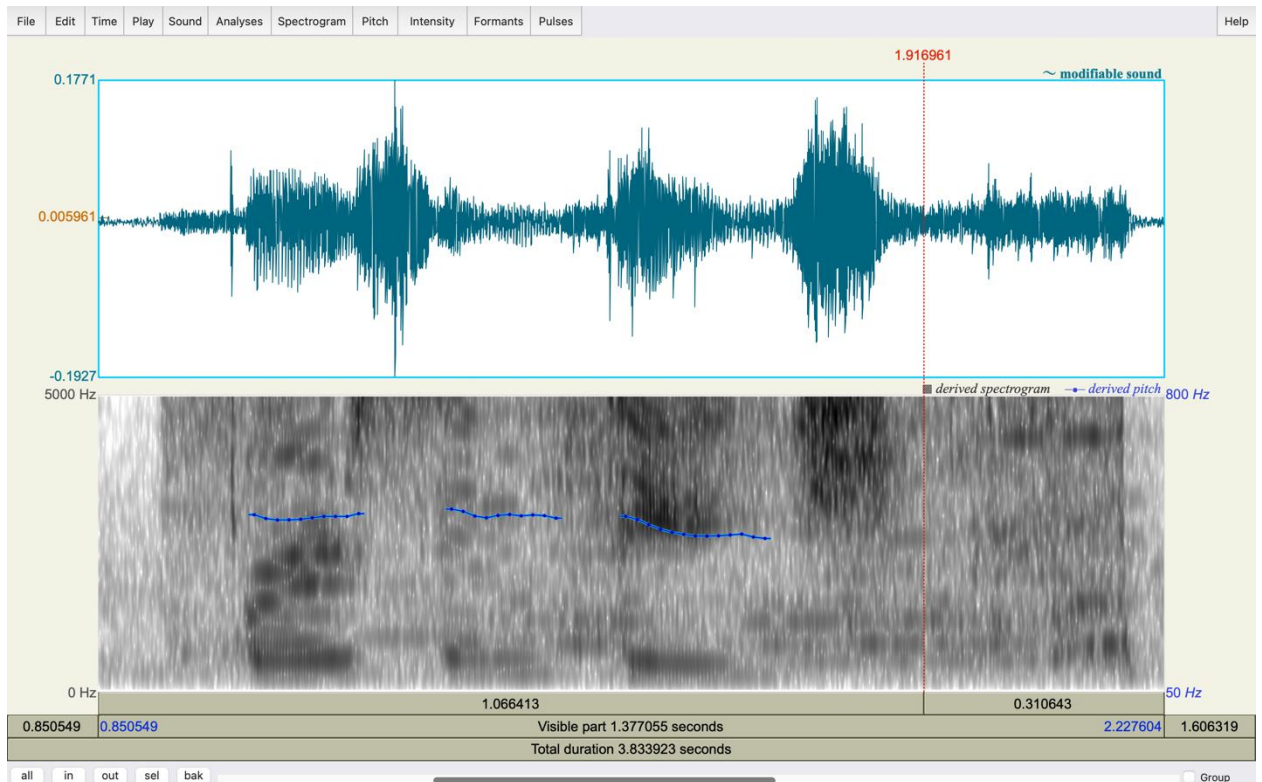 File Edit Time Play Sound Analyses Spectrogram Pitch Intensity Formants Pulses Help
1.916961
0.1771 ~ modifiable sound
0.005961
-0.1927
5000 Hz derived spectrogram derived pitch 800 Hz
0 Hz 50 Hz
1.066413 0.310643
0.850549 0.850549 Visible part 1.377055 seconds 2.227604 1.606319
Total duration 3.833923 seconds
all in out sel bak Group